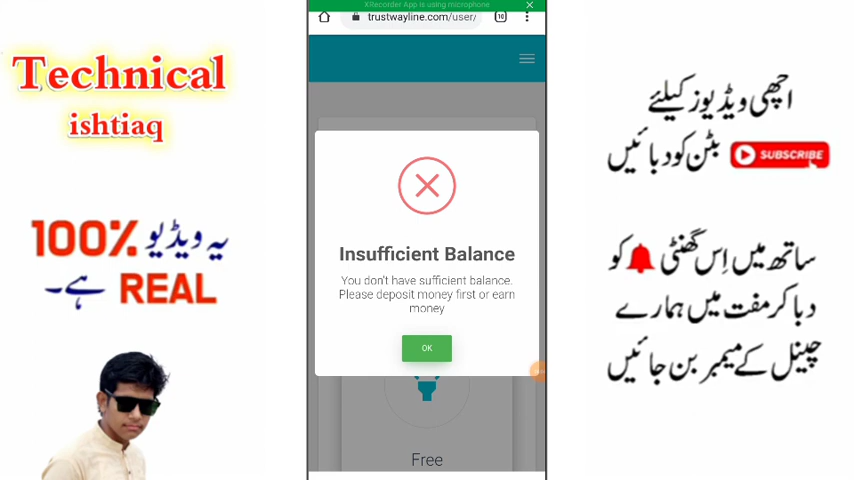 XRecorder App is using microphone
trustwayline.com/user/
10
Technical
ishtiaq
یہ ویڈیو 100%
REAL ہے۔
Insufficient Balance
You don't have sufficient balance.
Please deposit money first or earn
money
OK
Free
اچھی ویڈیوز کیلئے
بٹن کو دبائیں
SUBSCRIBE
ساتھ میں اِس گھنٹی کو
دبا کر مفت میں ہمارے
چینل کے میمبر بن جائیں